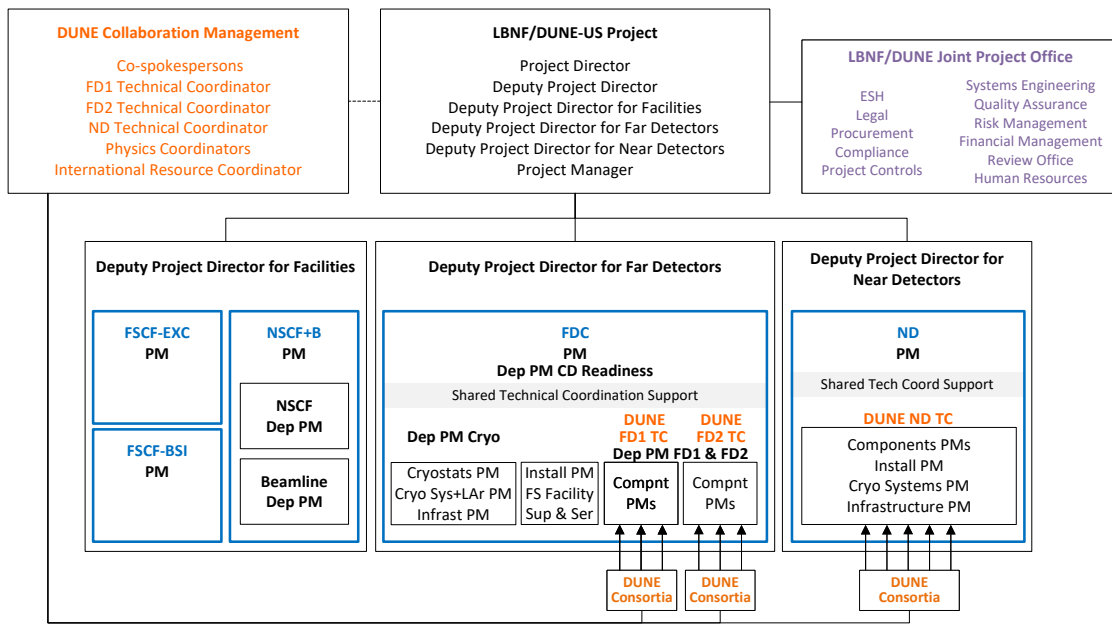 DUNE Collaboration Management
Co-spokespersons
FD1 Technical Coordinator
FD2 Technical Coordinator
ND Technical Coordinator
Physics Coordinators
International Resource Coordinator
LBNF/DUNE-US Project
Project Director
Deputy Project Director
Deputy Project Director for Facilities
Deputy Project Director for Far Detectors
Deputy Project Director for Near Detectors
Project Manager
LBNF/DUNE Joint Project Office
ESH
Legal
Procurement
Compliance
Project Controls
Systems Engineering
Quality Assurance
Risk Management
Financial Management
Review Office
Human Resources
Deputy Project Director for Facilities
FSCF-EXC
PM
FSCF-BSI
PM
NSCF+B
PM
NSCF
Dep PM
Beamline
Dep PM
Deputy Project Director for Far Detectors
FDC
PM
Dep PM CD Readiness
Shared Technical Coordination Support
Dep PM Cryo
DUNE
FD1 TC
DUNE
FD2 TC
Dep PM FD1 & FD2
Cryostats PM
Cryo Sys+LAr PM
Infrast PM
Install PM
FS Facility
Sup & Ser
Compnt
PMs
Compnt
PMs
DUNE
Consortia
DUNE
Consortia
Deputy Project Director for
Near Detectors
ND
PM
Shared Tech Coord Support
DUNE ND TC
Components PMs
Install PM
Cryo Systems PM
Infrastructure PM
DUNE
Consortia